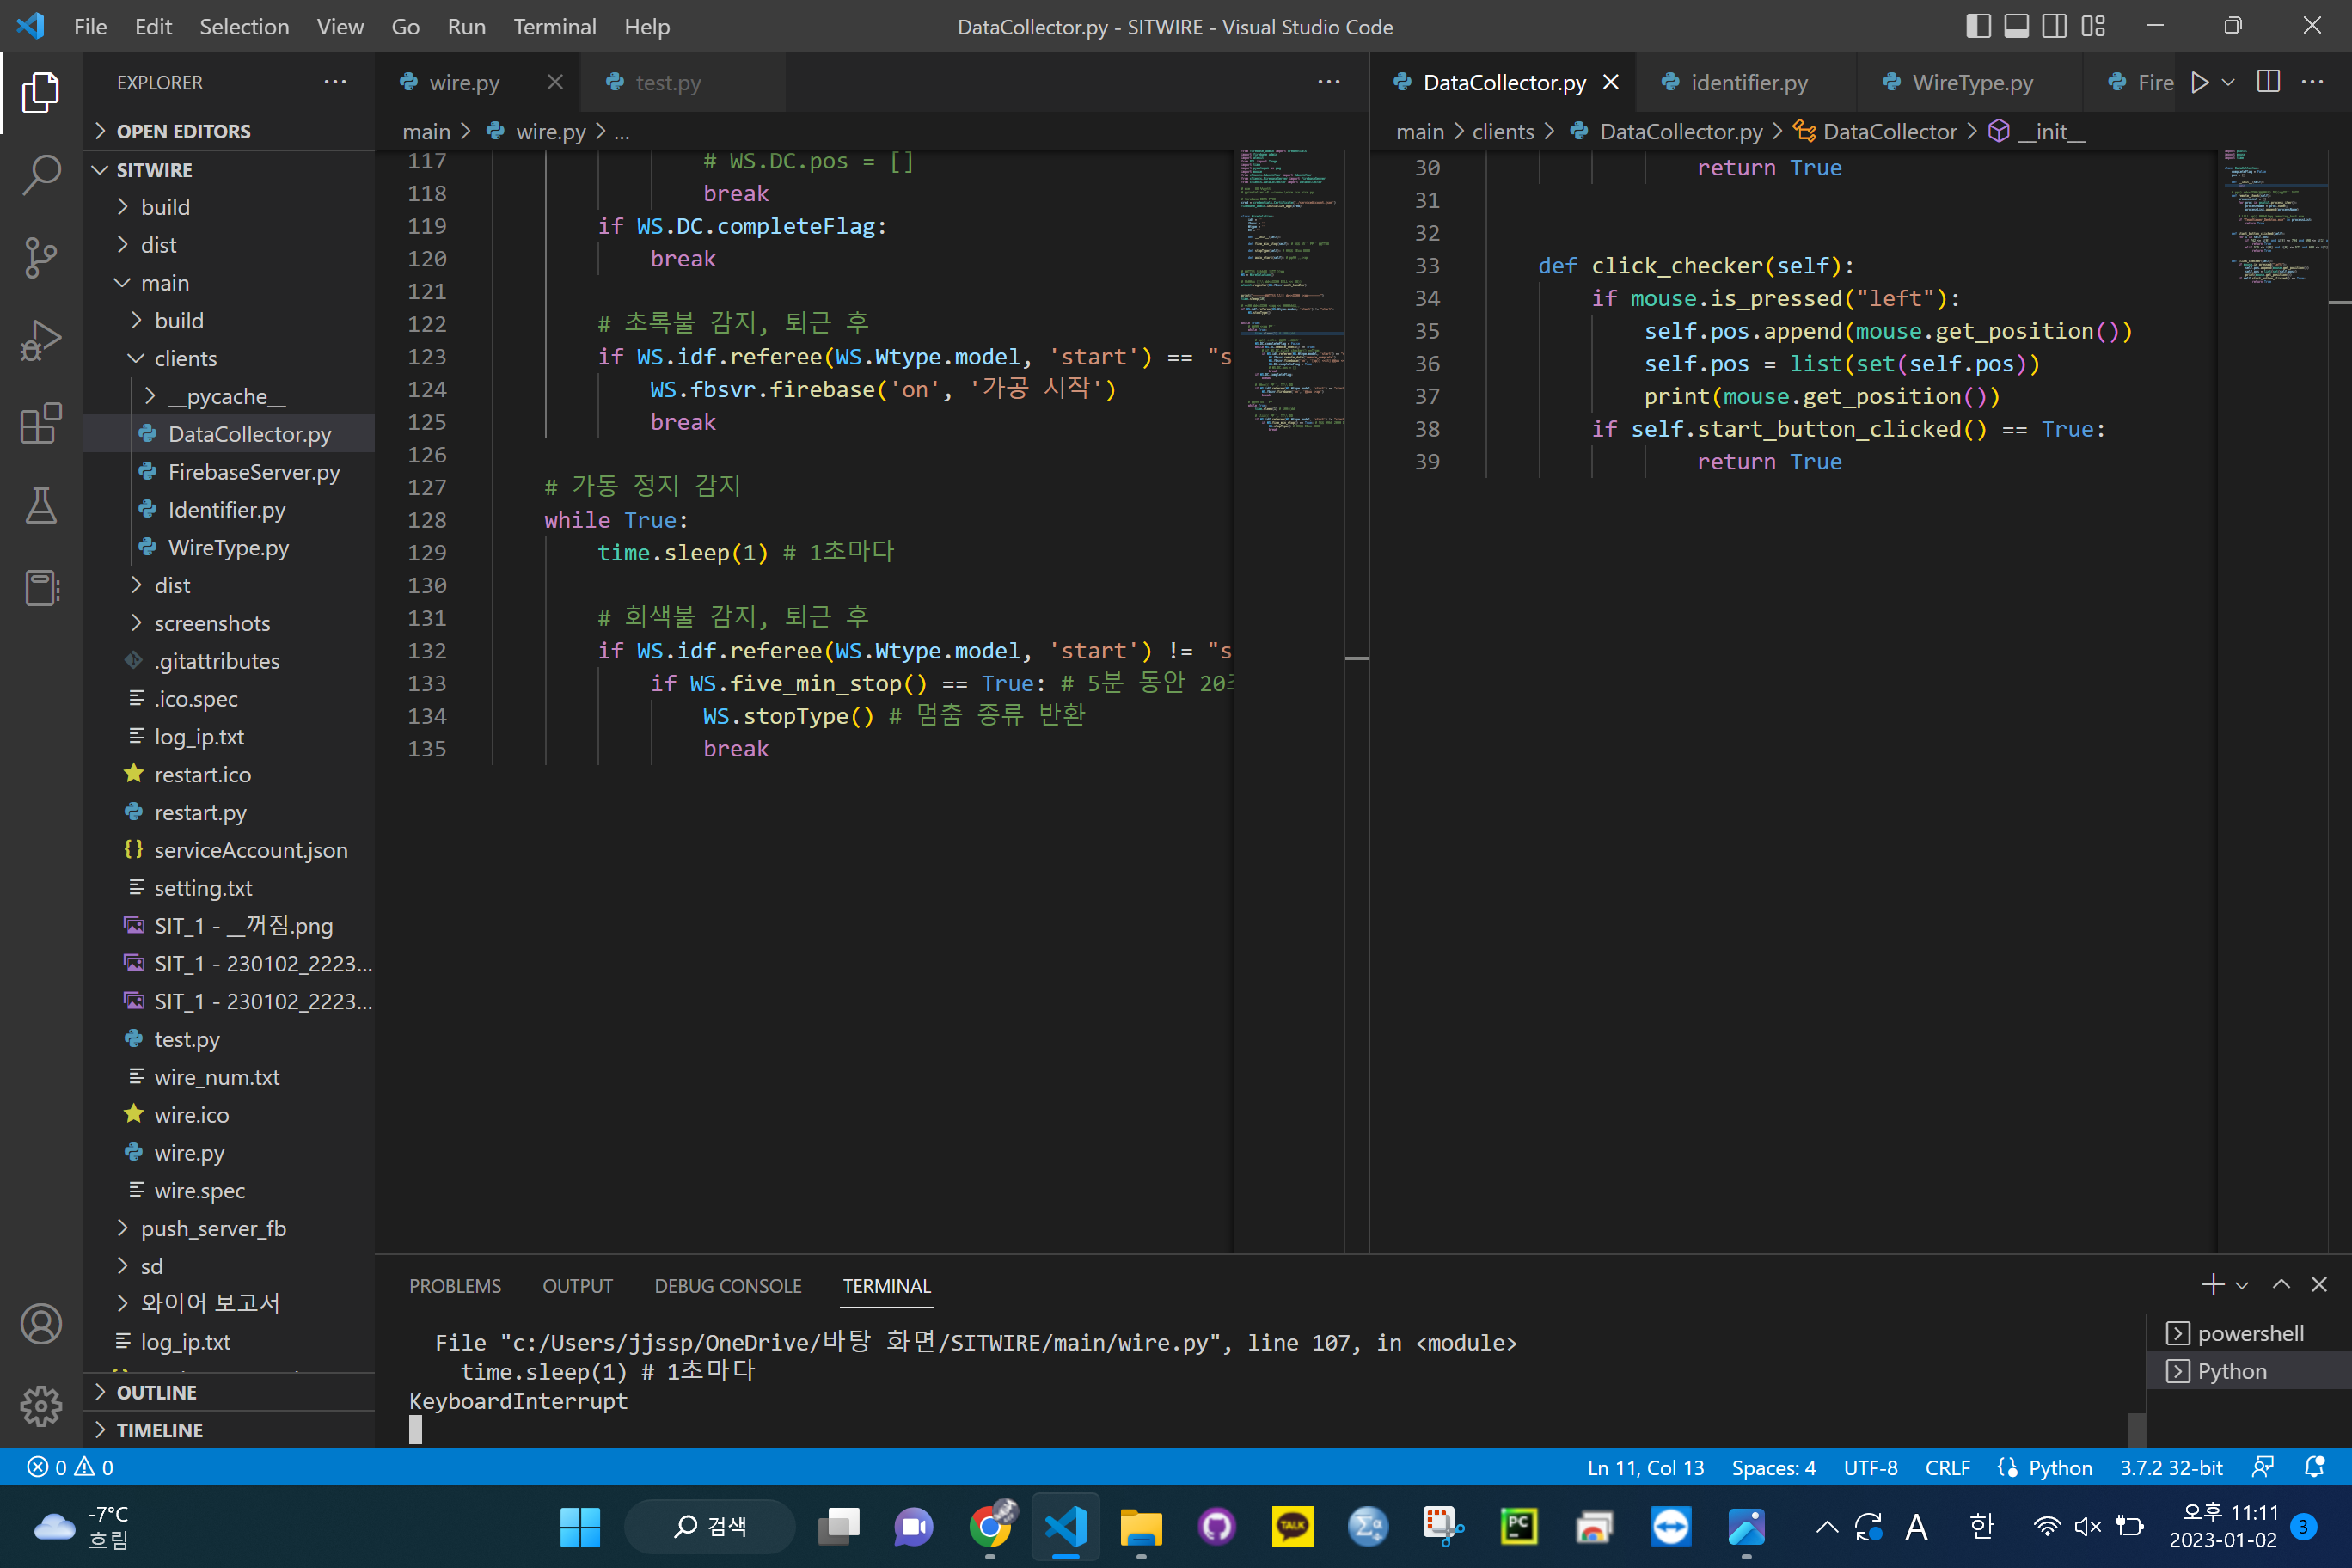 File Edit Selection View Go Run Terminal Help
DataCollector.py - SITWIRE - Visual Studio Code
EXPLORER
OPEN EDITORS
SITWIRE
build
dist
main
build
clients
__pycache__
DataCollector.py
FirebaseServer.py
Identifier.py
WireType.py
dist
screenshots
.gitattributes
.ico.spec
log_ip.txt
restart.ico
restart.py
serviceAccount.json
setting.txt
SIT_1 - __꺼짐.png
SIT_1 - 230102_2223...
SIT_1 - 230102_2223...
test.py
wire_num.txt
wire.ico
wire.py
wire.spec
push_server_fb
sd
와이어 보고서
log_ip.txt
OUTLINE
TIMELINE
wire.py test.py
main > wire.py > ...
117 # WS.DC.pos = []
118 break
119 if WS.DC.completeFlag:
120 break
121
122 # 초록불 감지, 퇴근 후
123 if WS.idf.referee(WS.Wtype.model, 'start') == "s
124 WS.fbsvr.firebase('on', '가공 시작')
125 break
126
127 # 가동 정지 감지
128 while True:
129 time.sleep(1) # 1초마다
130
131 # 회색불 감지, 퇴근 후
132 if WS.idf.referee(WS.Wtype.model, 'start') != "s
133 if WS.five_min_stop() == True: # 5분 동안 20
134 WS.stopType() # 멈춤 종류 반환
135 break
DataCollector.py identifier.py WireType.py Fire
main > clients > DataCollector.py > DataCollector > __init__
30 return True
31
32
33 def click_checker(self):
34 if mouse.is_pressed("left"):
35 self.pos.append(mouse.get_position())
36 self.pos = list(set(self.pos))
37 print(mouse.get_position())
38 if self.start_button_clicked() == True:
39 return True
PROBLEMS OUTPUT DEBUG CONSOLE TERMINAL
File "c:/Users/jjssp/OneDrive/바탕 화면/SITWIRE/main/wire.py", line 107, in <module>
time.sleep(1) # 1초마다
KeyboardInterrupt
powershell
Python
0 0
Ln 11, Col 13 Spaces: 4 UTF-8 CRLF Python 3.7.2 32-bit
-7°C
흐림
검색
TALK
PC
A 한
오후 11:11
2023-01-02
3